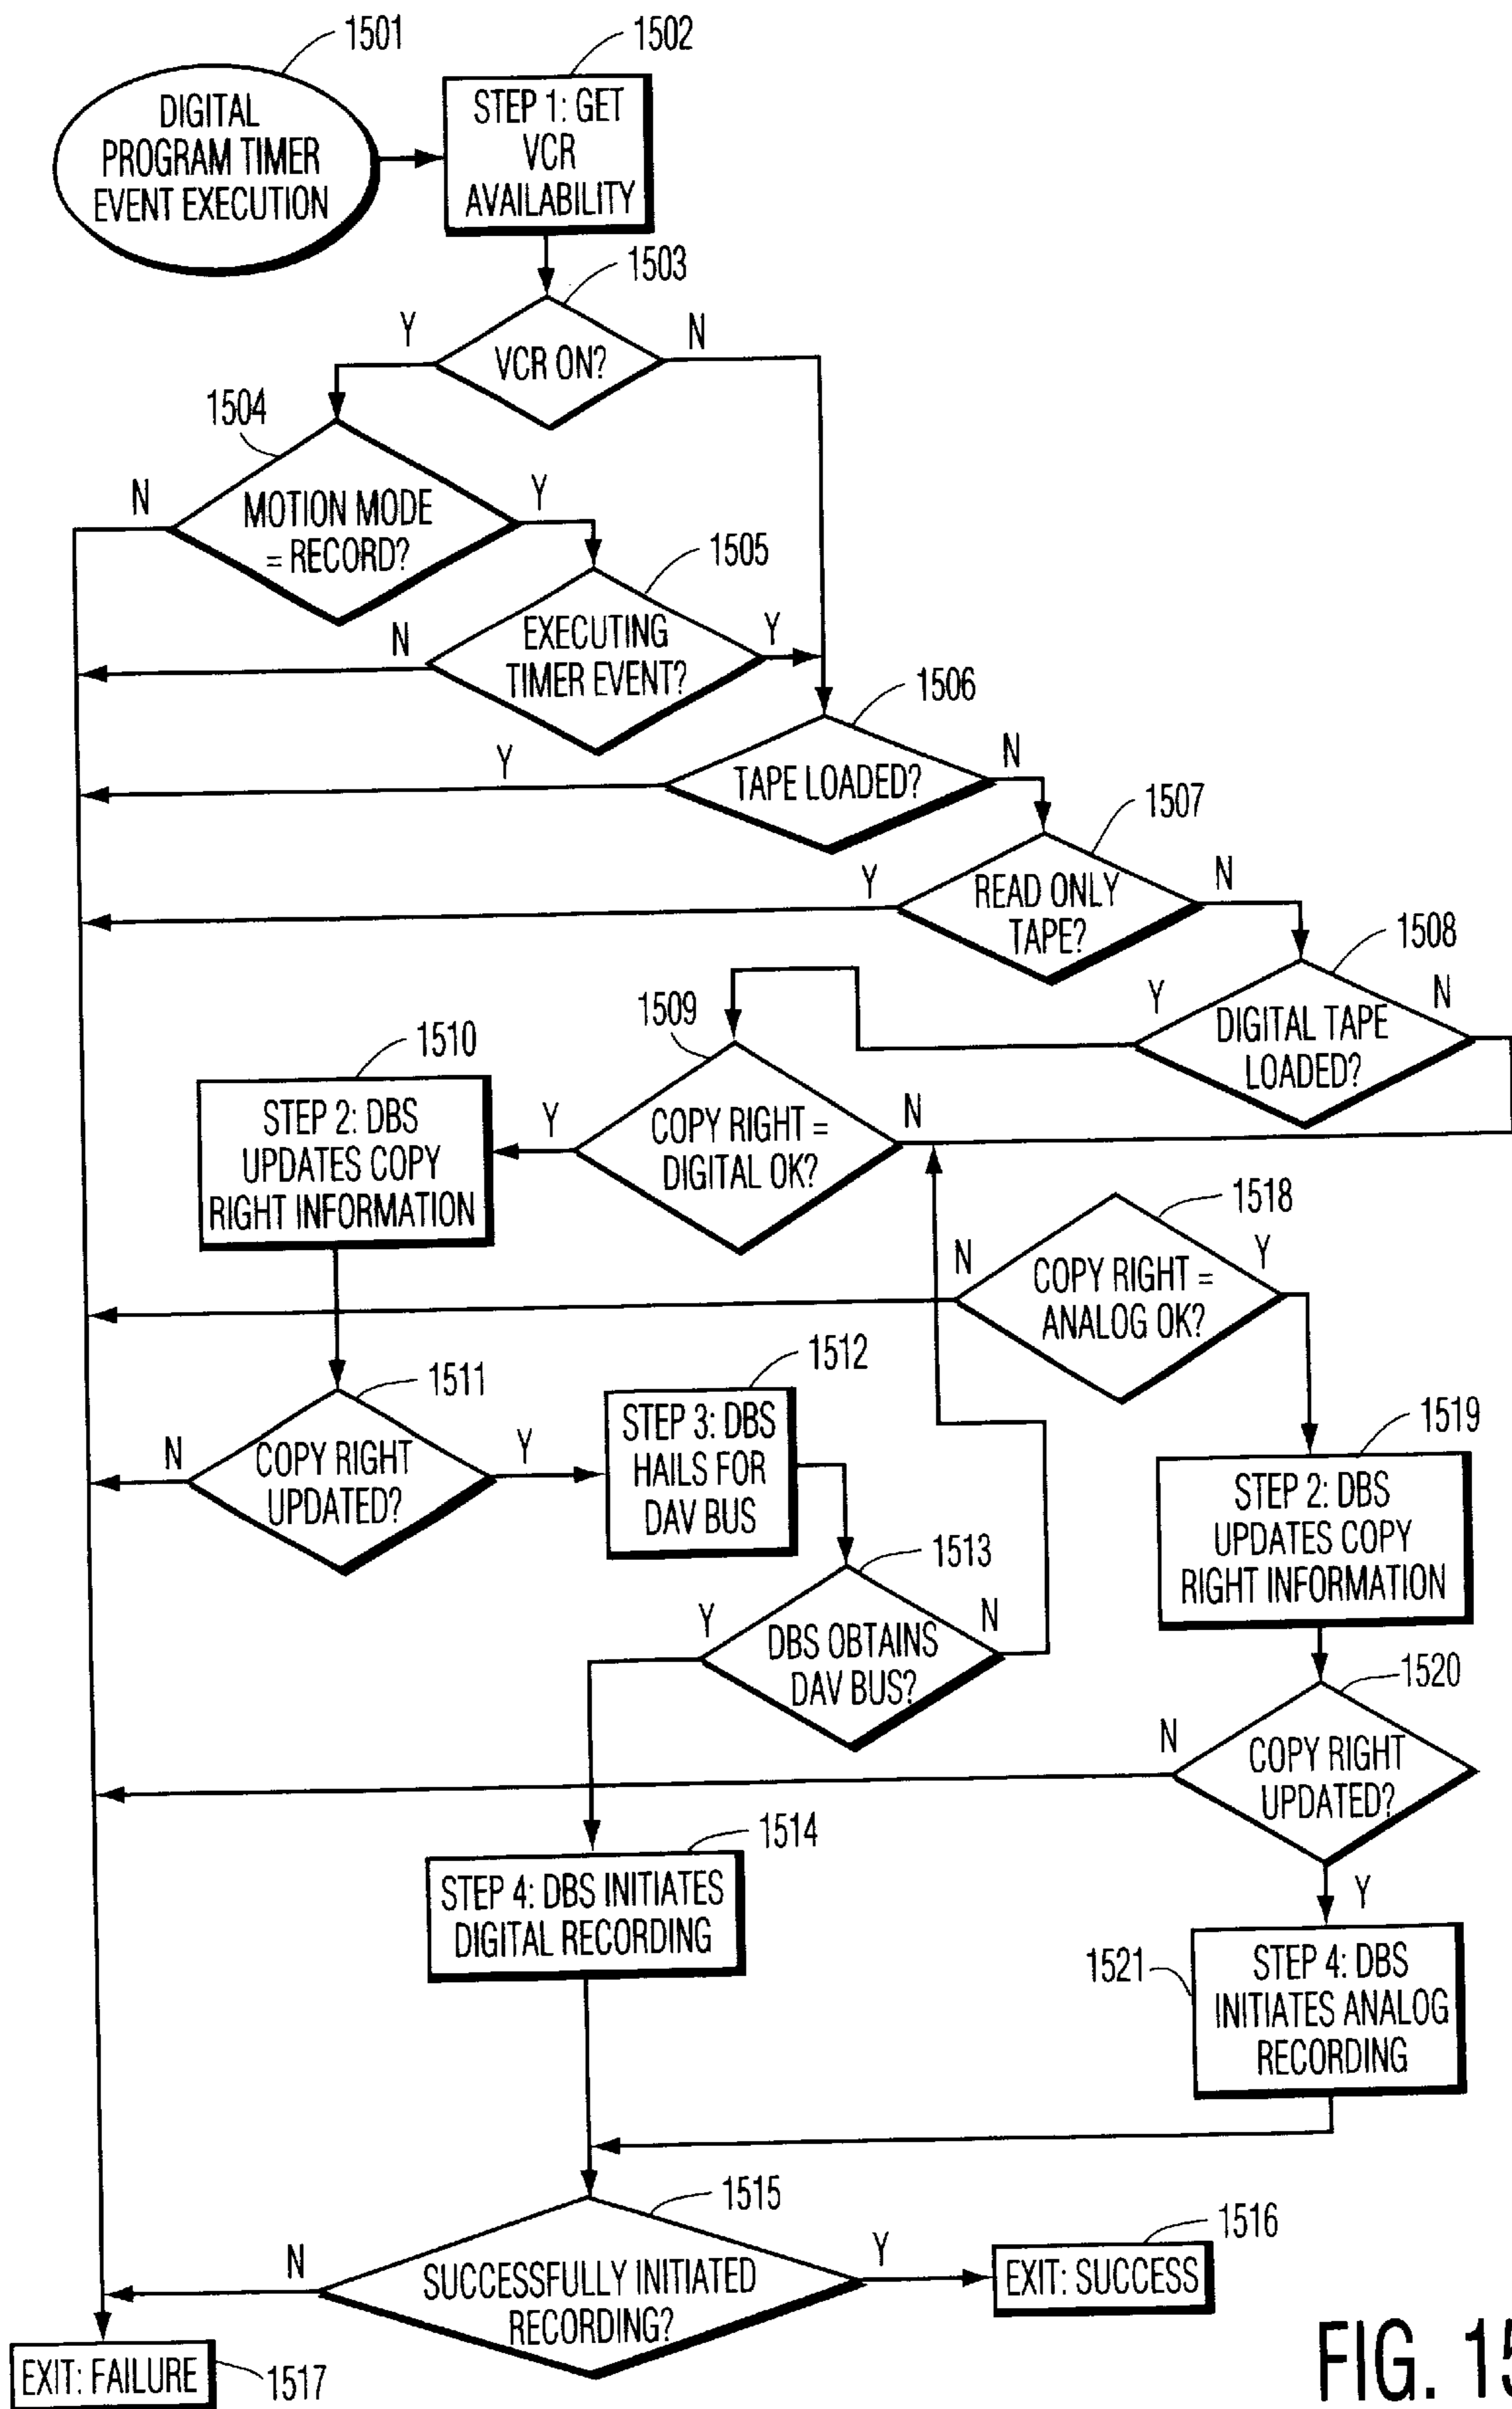 1501
DIGITAL
PROGRAM TIMER
EVENT EXECUTION
1502
STEP 1: GET
VCR
AVAILABILITY
1503
Y
VCR ON?
N
1504
N
MOTION MODE
= RECORD?
Y
1505
N
EXECUTING
TIMER EVENT?
Y
1506
Y
TAPE LOADED?
N
1507
Y
READ ONLY
TAPE?
N
1508
Y
DIGITAL TAPE
LOADED?
N
1509
COPY RIGHT =
DIGITAL OK?
Y
N
1510
STEP 2: DBS
UPDATES COPY
RIGHT INFORMATION
1518
N
COPY RIGHT =
ANALOG OK?
Y
1511
N
COPY RIGHT
UPDATED?
Y
1512
STEP 3: DBS
HAILS FOR
DAV BUS
1519
STEP 2: DBS
UPDATES COPY
RIGHT INFORMATION
1513
Y
DBS OBTAINS
DAV BUS?
N
1520
N
COPY RIGHT
UPDATED?
Y
1514
STEP 4: DBS INITIATES
DIGITAL RECORDING
1521
STEP 4: DBS
INITIATES ANALOG
RECORDING
1515
N
SUCCESSFULLY INITIATED
RECORDING?
Y
1516
EXIT: SUCCESS
EXIT: FAILURE
1517
FIG. 15